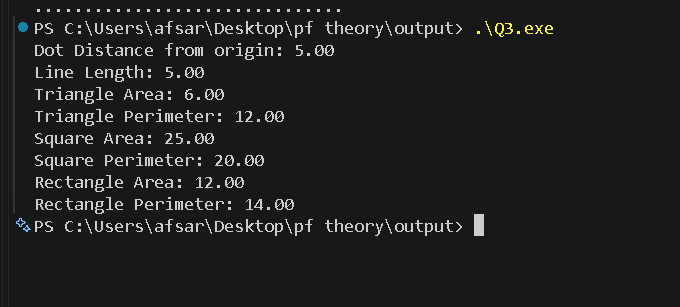 ...............................
PS C:\Users\afsar\Desktop\pf theory\output> .\Q3.exe
Dot Distance from origin: 5.00
Line Length: 5.00
Triangle Area: 6.00
Triangle Perimeter: 12.00
Square Area: 25.00
Square Perimeter: 20.00
Rectangle Area: 12.00
Rectangle Perimeter: 14.00
PS C:\Users\afsar\Desktop\pf theory\output>